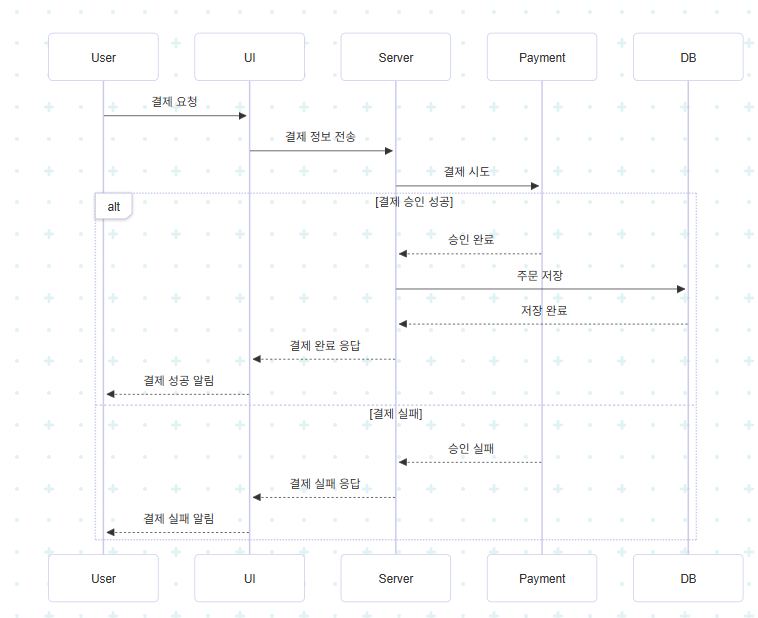 User UI Server Payment DB
결제 요청
결제 정보 전송
결제 시도
alt
[결제 승인 성공]
승인 완료
주문 저장
저장 완료
결제 완료 응답
결제 성공 알림
[결제 실패]
승인 실패
결제 실패 응답
결제 실패 알림
User UI Server Payment DB